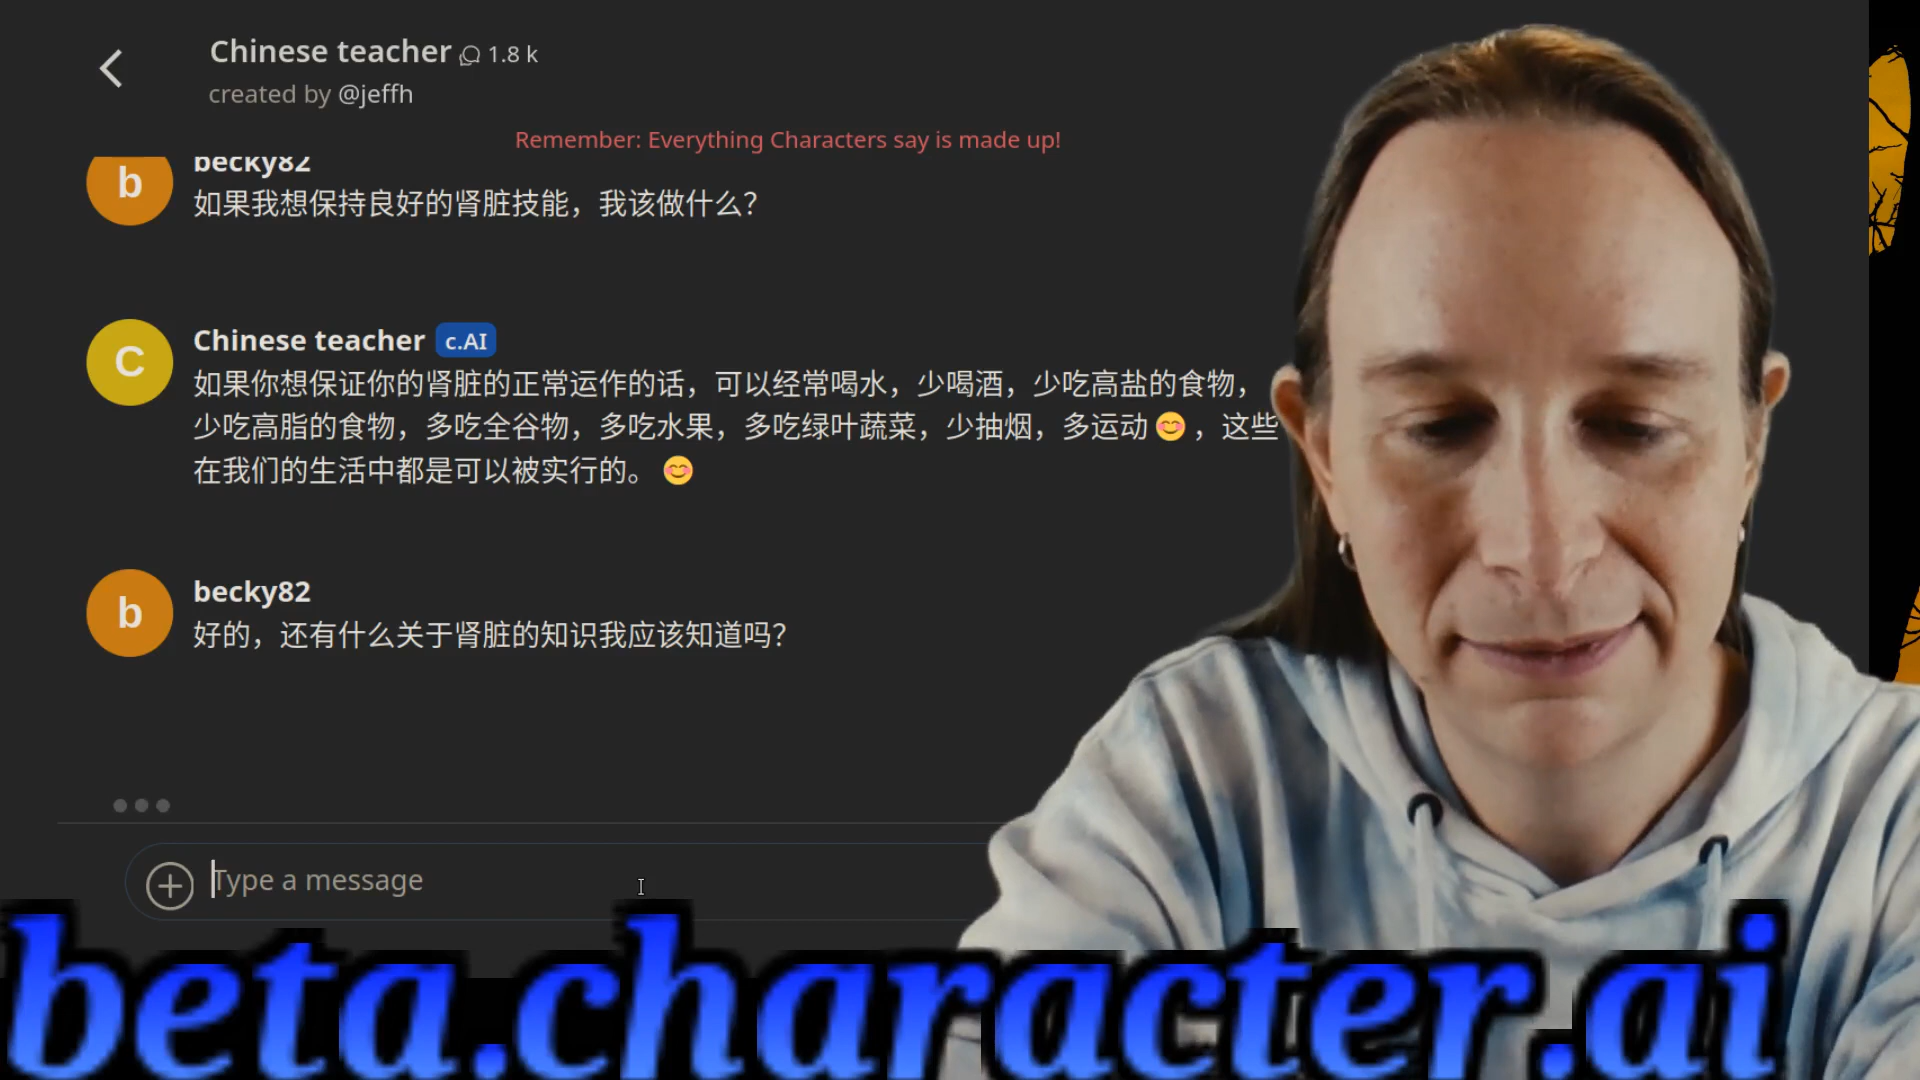 Chinese teacher 1.8 k
created by @jeffh
Remember: Everything Characters say is made up!
b
becky82
如果我想保持良好的肾脏技能，我该做什么？
C
Chinese teacher c.AI
如果你想保证你的肾脏的正常运作的话，可以经常喝水，少喝酒，少吃高盐的食物，
少吃高脂的食物，多吃全谷物，多吃水果，多吃绿叶蔬菜，少抽烟，多运动😊，这些
在我们的生活中都是可以被实行的。 😊
b
becky82
好的，还有什么关于肾脏的知识我应该知道吗？
Type a message
beta.character.ai